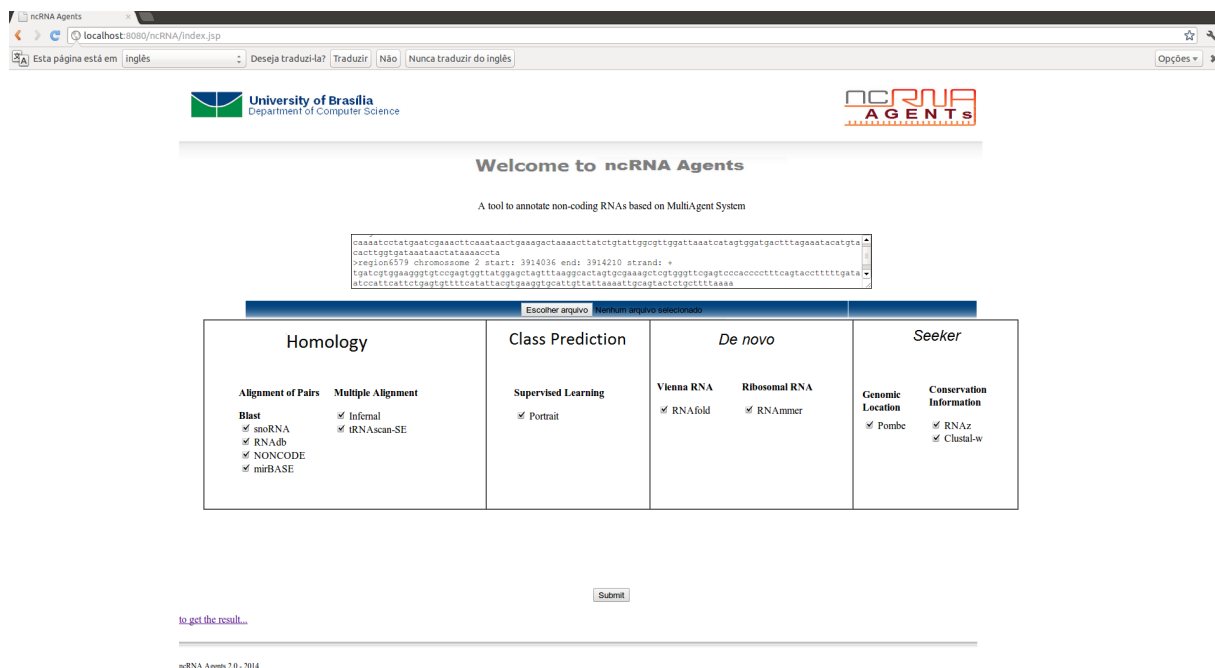 ncRNA Agents
localhost:8080/ncRNA/index.jsp
Esta página está em inglês Deseja traduzi-la? Traduzir Não Nunca traduzir do inglês Opções
University of Brasília
Department of Computer Science
ncRNA
AGENTs
Welcome to ncRNA Agents
A tool to annotate non-coding RNAs based on MultiAgent System
caaaatcctatgaatcgaaacttcaaataactgaaagactaaaacttatctgtattggcgttggattaaatcatagtggatgactttagaaatacatgta
cacttggtgataaataactataaaaccta
>region6579 chromossome 2 start: 3914036 end: 3914210 strand: +
tgatcgtggaagggtgtccgagtggttatggagctagtttaaggcactagtgcgaaagctcgtgggttcgagtcccacccctttcagtacctttttgata
atccattcattctgagtgttttcatattacgtgaaggtgcattgttattaaaattgcagtactctgcttttaaaa
Escolher arquivo Nenhum arquivo selecionado
Homology
Alignment of Pairs Multiple Alignment
Blast
snoRNA
RNAdb
NONCODE
mirBASE
Infernal
tRNAscan-SE
Class Prediction
Supervised Learning
Portrait
De novo
Vienna RNA Ribosomal RNA
RNAfold RNAmmer
Seeker
Genomic
Location
Pombe
Conservation
Information
RNAz
Clustal-w
Submit
to get the result...
ncRNA Agents 2.0 - 2014